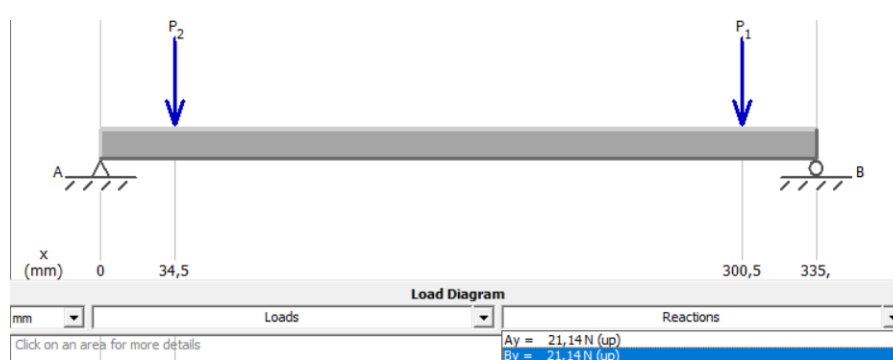 P2 P1
A B
x
(mm) 0 34,5 300,5 335,
Load Diagram
mm Loads Reactions
Click on an area for more details
Ay = 21,14 N (up)
By = 21,14 N (up)